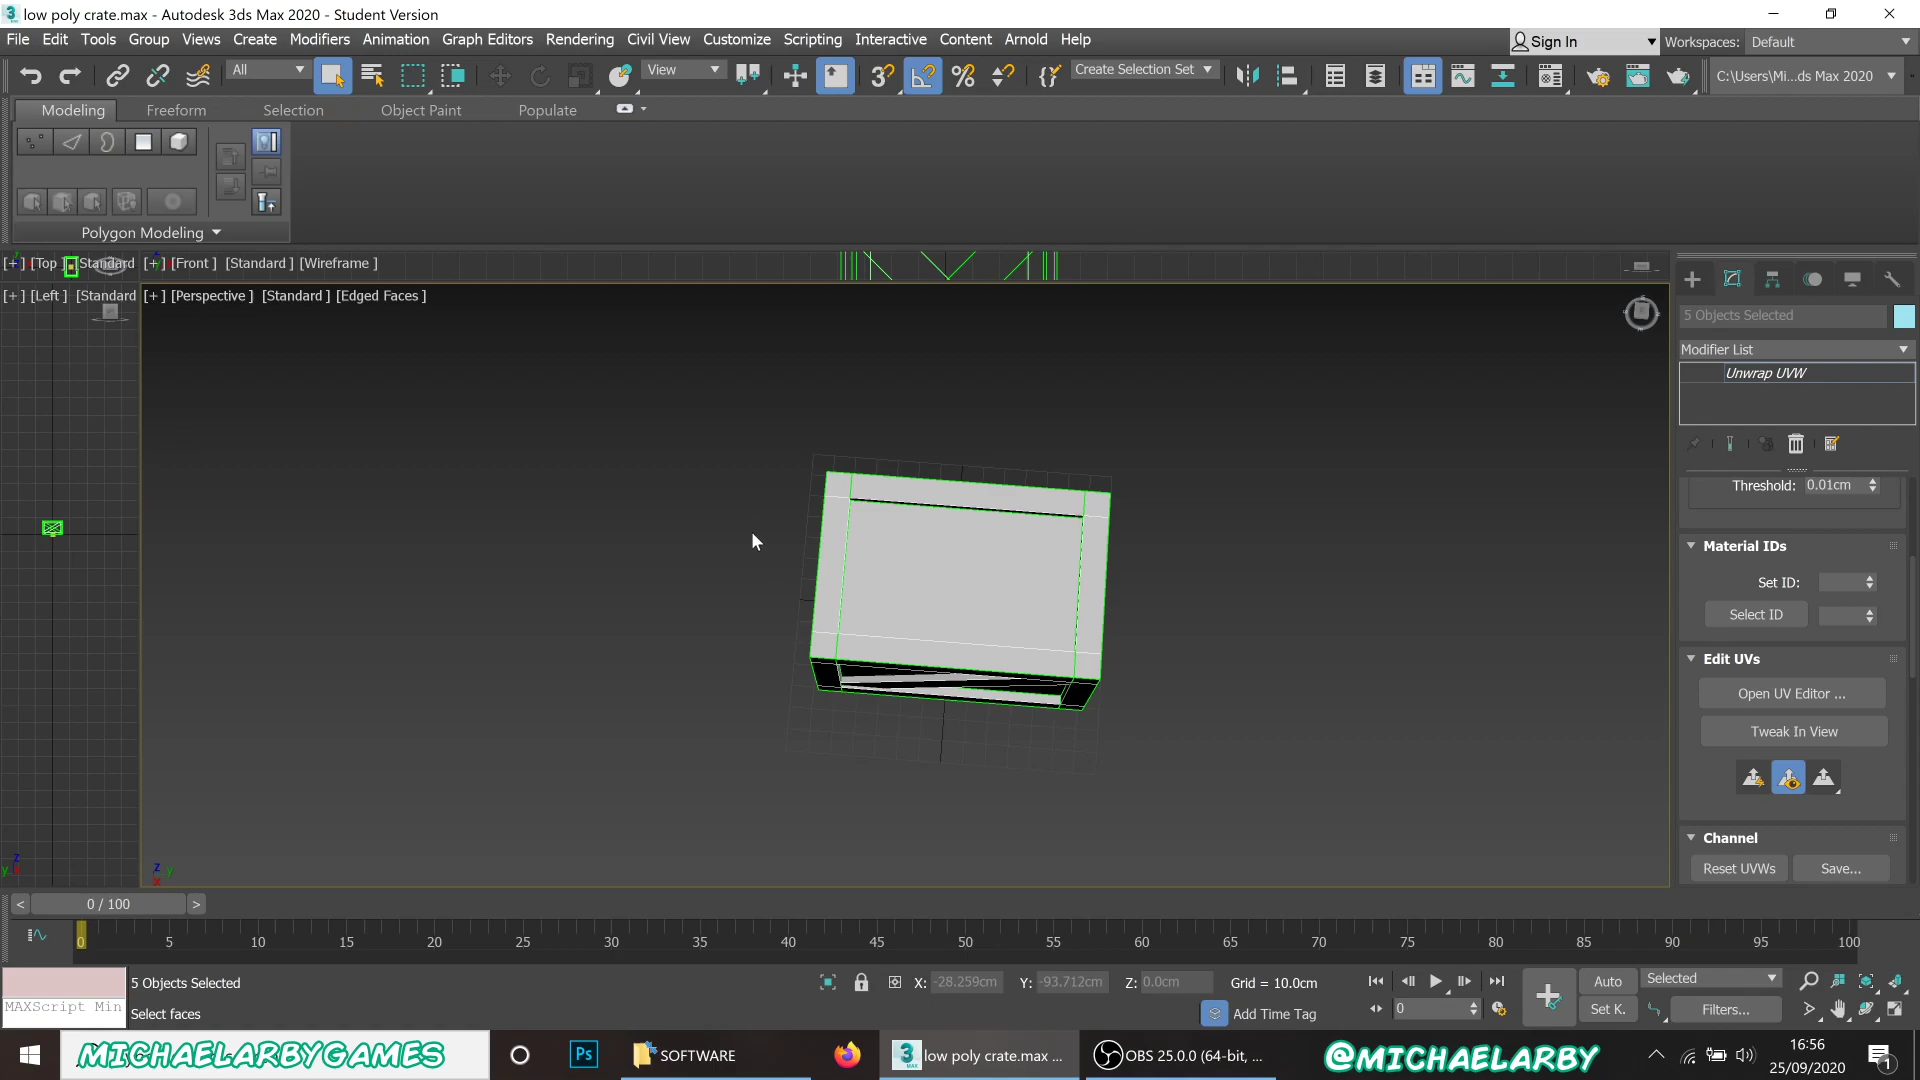 low poly crate.max - Autodesk 3ds Max 2020 - Student Version
File Edit Tools Group Views Create Modifiers Animation Graph Editors Rendering Civil View Customize Scripting Interactive Content Arnold Help
Sign In Workspaces: Default
All View Create Selection Set C:\Users\Mi...ds Max 2020
Modeling Freeform Selection Object Paint Populate
Polygon Modeling
[+] [Top] [Standard [+] [Front] [Standard] [Wireframe]
[+] [Left] [Standard [+] [Perspective] [Standard] [Edged Faces]
5 Objects Selected
Modifier List
Unwrap UVW
Threshold: 0.01cm
Material IDs
Set ID:
Select ID
Edit UVs
Open UV Editor ...
Tweak In View
Channel
Reset UVWs Save...
z y x
z y x
< 0 / 100 >
0 5 10 15 20 25 30 35 40 45 50 55 60 65 70 75 80 85 90 95 100
5 Objects Selected X: -28.259cm Y: -93.712cm Z: 0.0cm Grid = 10.0cm Auto Selected
MAXScript Min Select faces Add Time Tag 0 Set K. Filters...
MICHAELARBYGAMES Ps SOFTWARE low poly crate.max ... OBS 25.0.0 (64-bit, ... @MICHAELARBY 16:56
25/09/2020 1